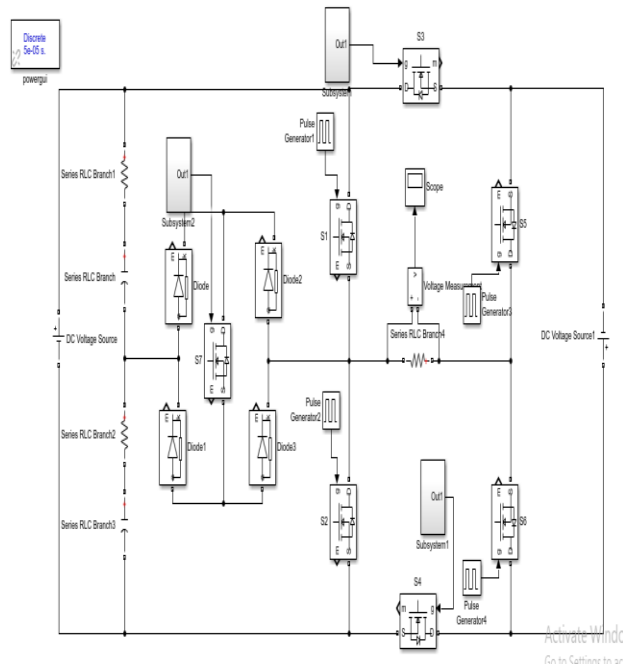 Discrete
5e-05 s.
powergui
Out1
Subsystem
S3
D
g
m
S
Pulse
Generator1
Series RLC Branch1
Out1
Subsystem2
Scope
S1
S5
Diode
Diode2
Series RLC Branch
Voltage Measurement
Pulse
Generator3
DC Voltage Source
S7
Series RLC Branch4
DC Voltage Source1
Pulse
Generator2
Series RLC Branch2
Diode1
Diode3
Out1
Subsystem1
Series RLC Branch3
S2
S6
S4
m
g
S
D
Pulse
Generator4
Activate Windo
Go to Settings to ac